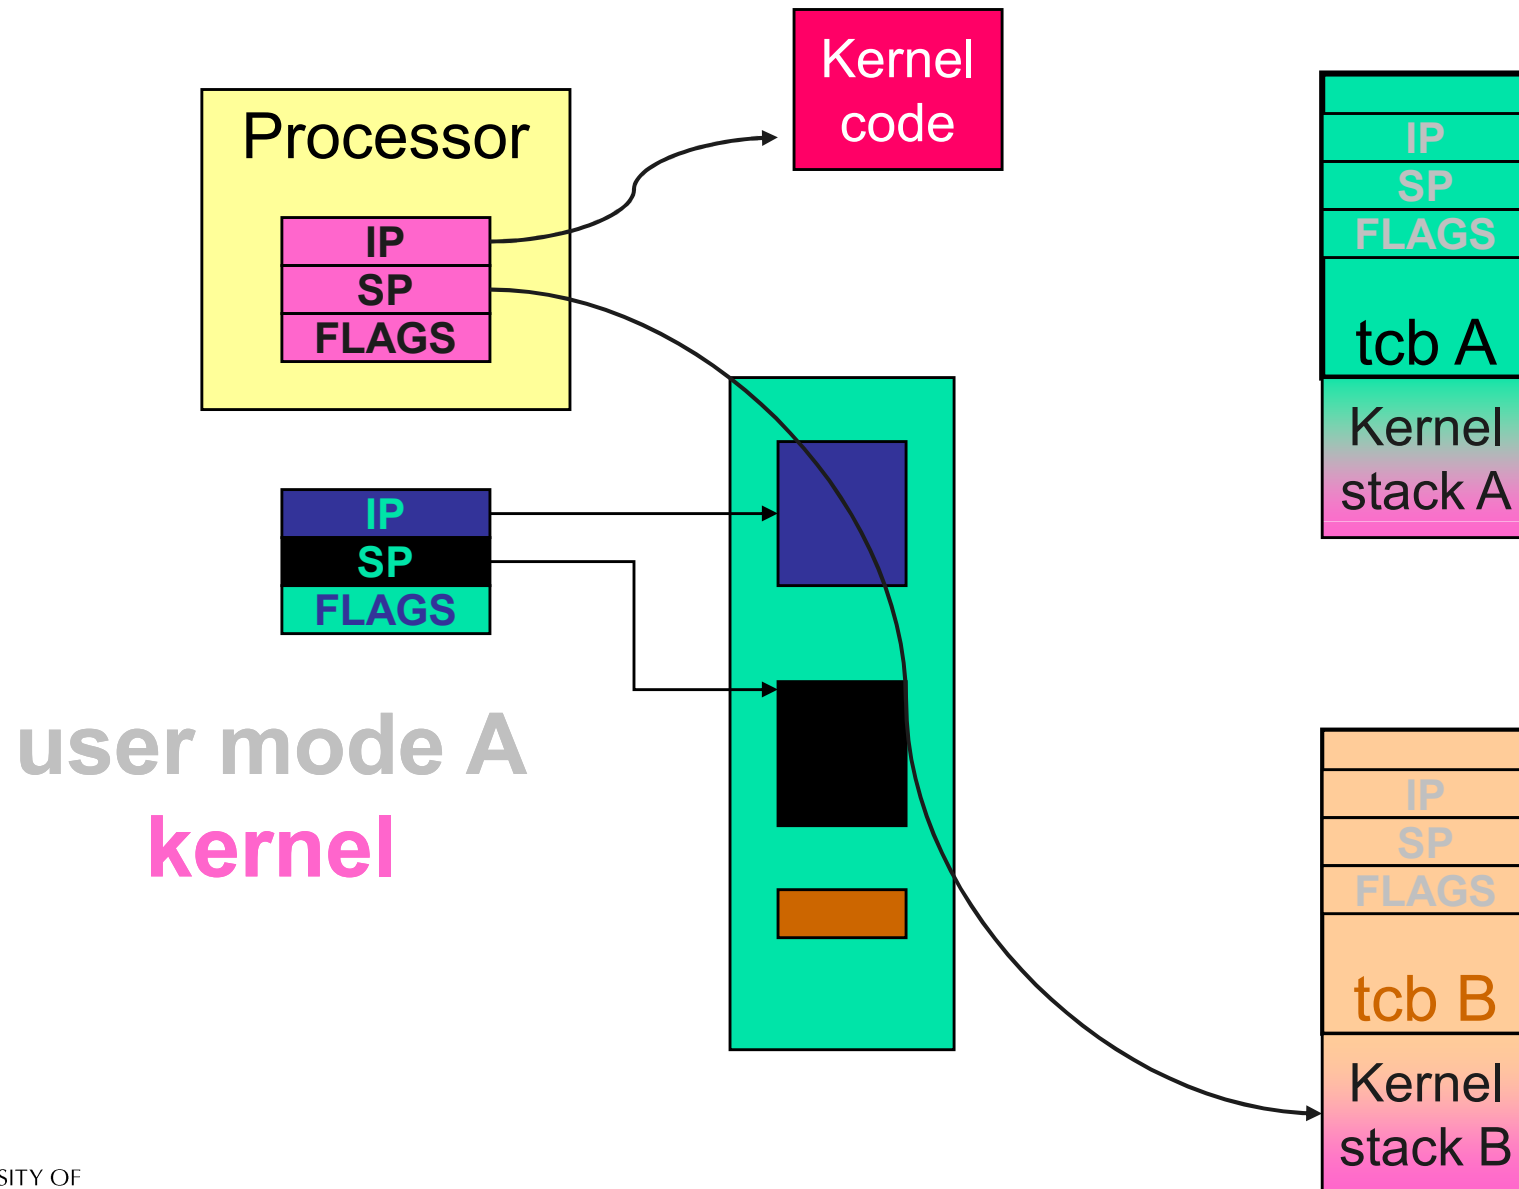 Kernel
code
Processor
IP
SP
FLAGS
IP
SP
FLAGS
user mode A
kernel
IP
SP
FLAGS
tcb A
Kernel
stack A
IP
SP
FLAGS
tcb B
Kernel
stack B
SITY OF